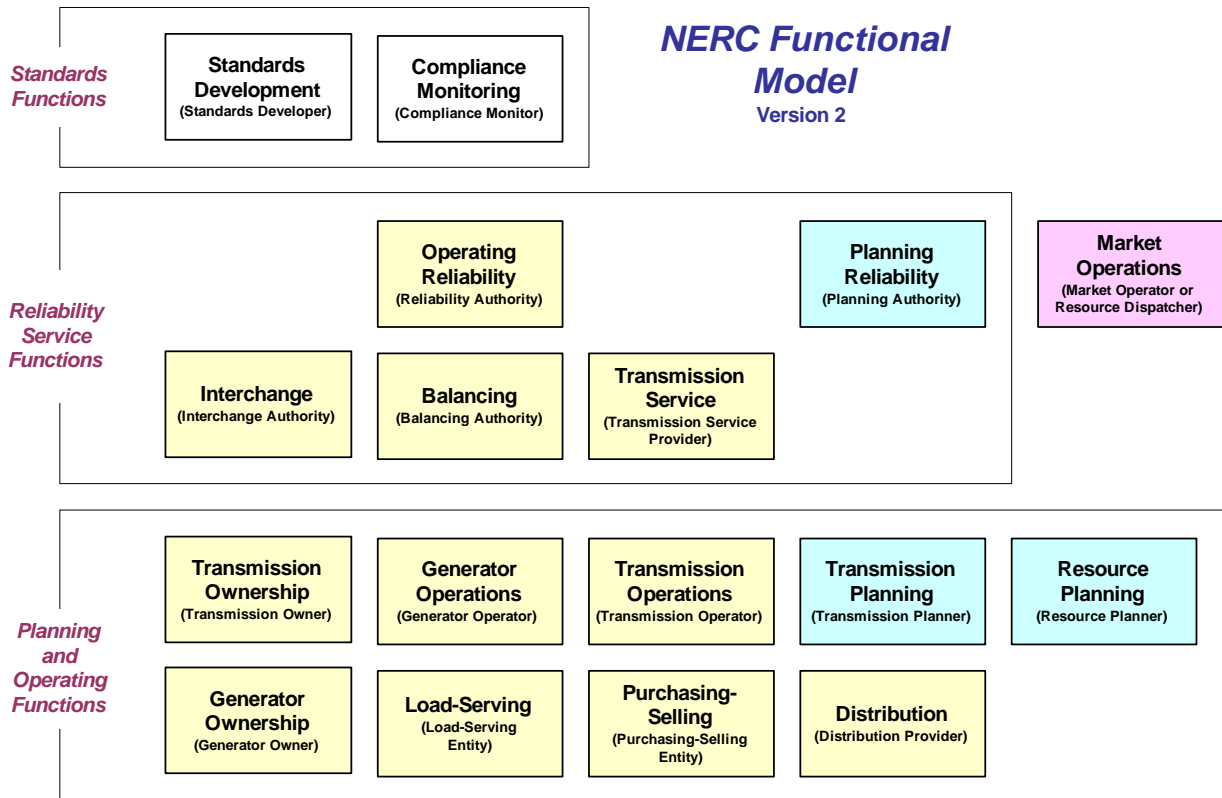 NERC Functional
Model
Version 2
Standards
Functions
Standards
Development
(Standards Developer)
Compliance
Monitoring
(Compliance Monitor)
Reliability
Service
Functions
Operating
Reliability
(Reliability Authority)
Planning
Reliability
(Planning Authority)
Market
Operations
(Market Operator or
Resource Dispatcher)
Interchange
(Interchange Authority)
Balancing
(Balancing Authority)
Transmission
Service
(Transmission Service
Provider)
Planning
and
Operating
Functions
Transmission
Ownership
(Transmission Owner)
Generator
Operations
(Generator Operator)
Transmission
Operations
(Transmission Operator)
Transmission
Planning
(Transmission Planner)
Resource
Planning
(Resource Planner)
Generator
Ownership
(Generator Owner)
Load-Serving
(Load-Serving
Entity)
Purchasing-
Selling
(Purchasing-Selling
Entity)
Distribution
(Distribution Provider)